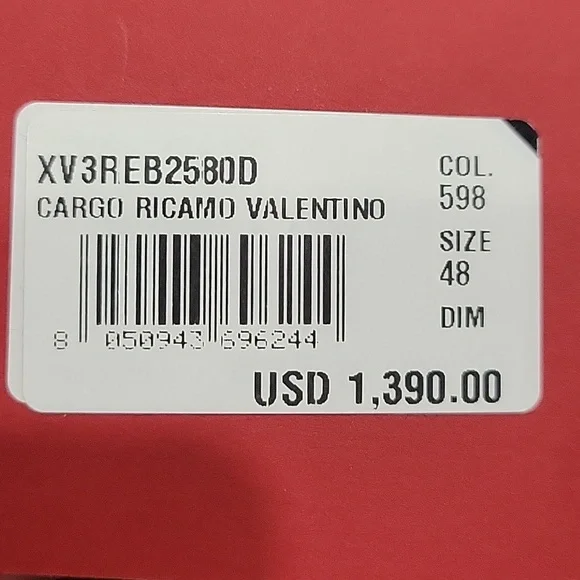 XV3REB2580D
CARGO RICAMO VALENTINO
COL.
598
SIZE
48
DIM
8 050943 696244
USD 1,390.00